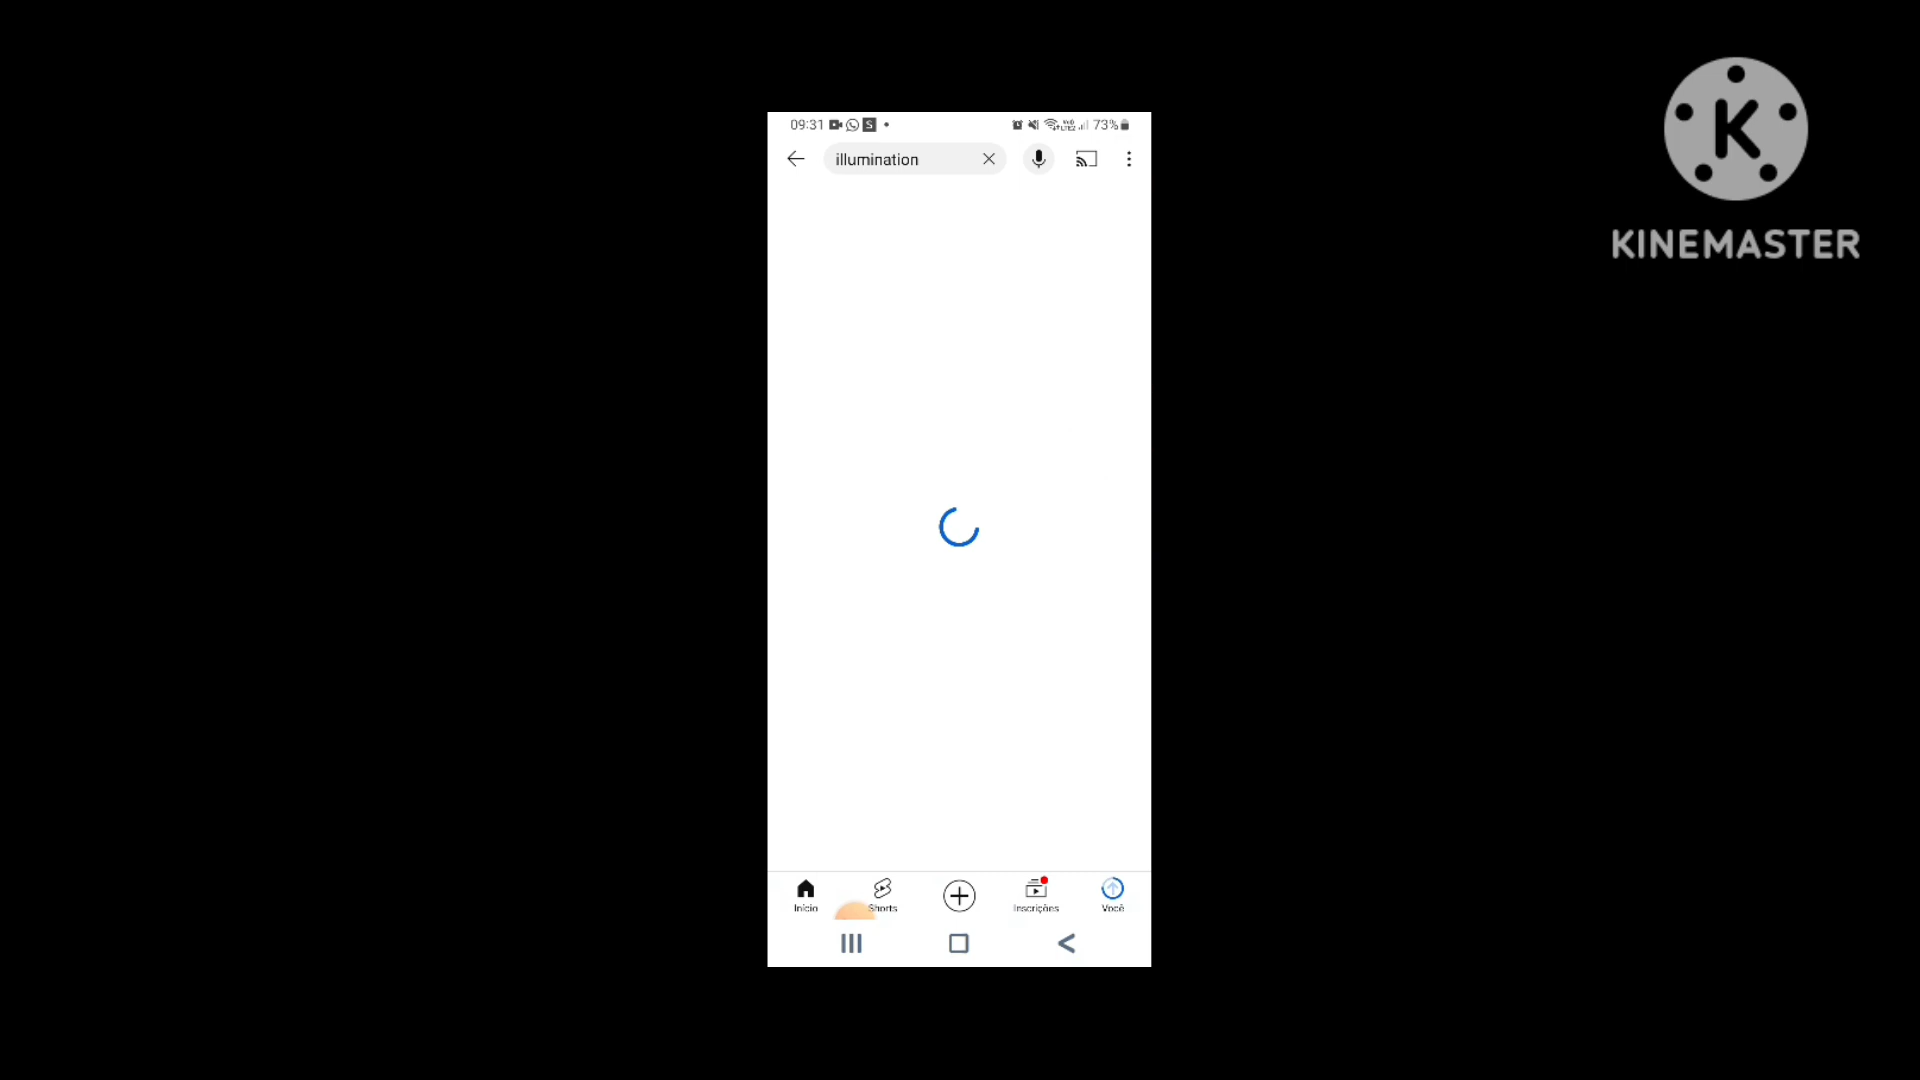 09:31 S 73%
illumination
K
KINEMASTER
Início Shorts Inscrições Você